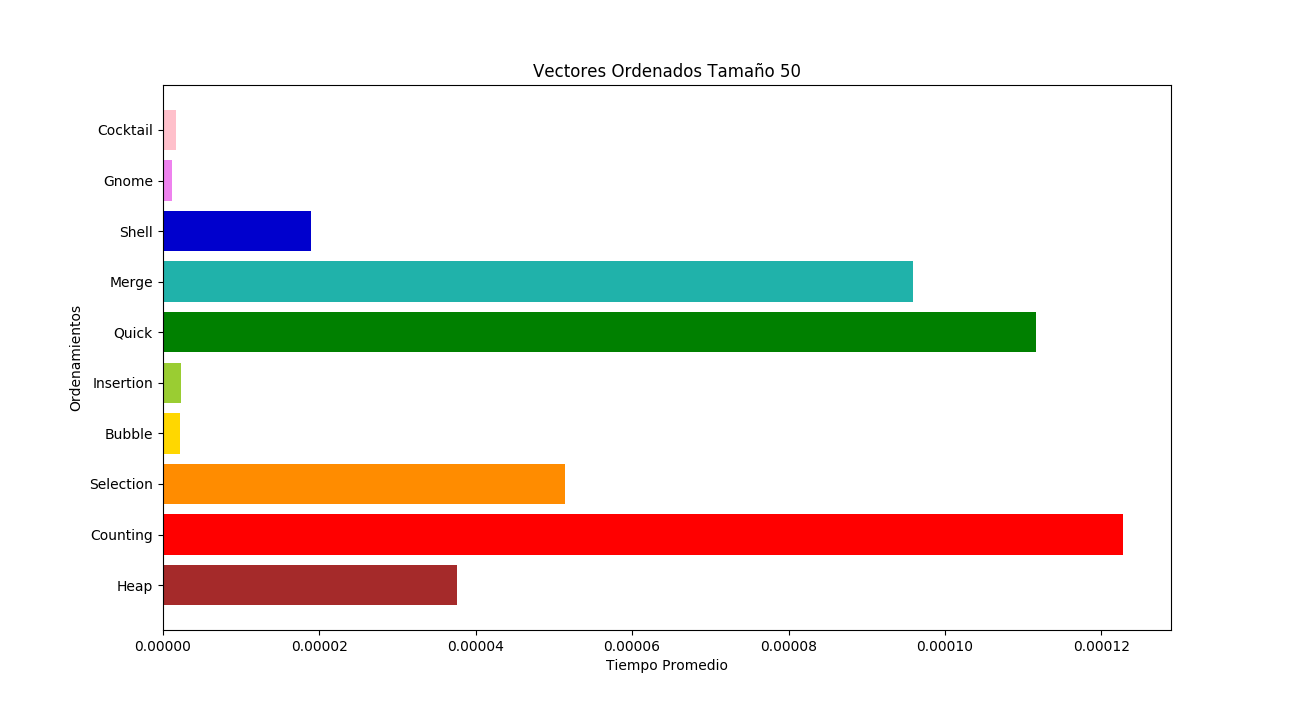 Vectores Ordenados Tamaño 50
Cocktail
Gnome
Shell
Merge
Quick
Insertion
Bubble
Selection
Counting
Heap
Ordenamientos
0.00000 0.00002 0.00004 0.00006 0.00008 0.00010 0.00012
Tiempo Promedio